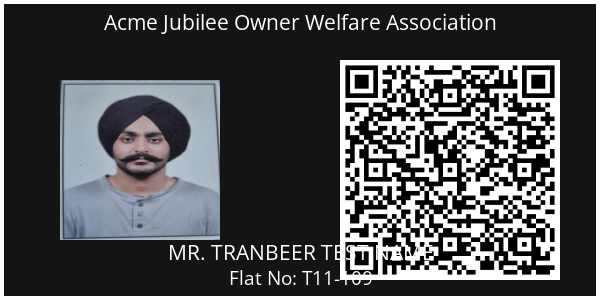 Acme Jubilee Owner Welfare Association
MR. TRANBEER TEST NAME
Flat No: T11-109